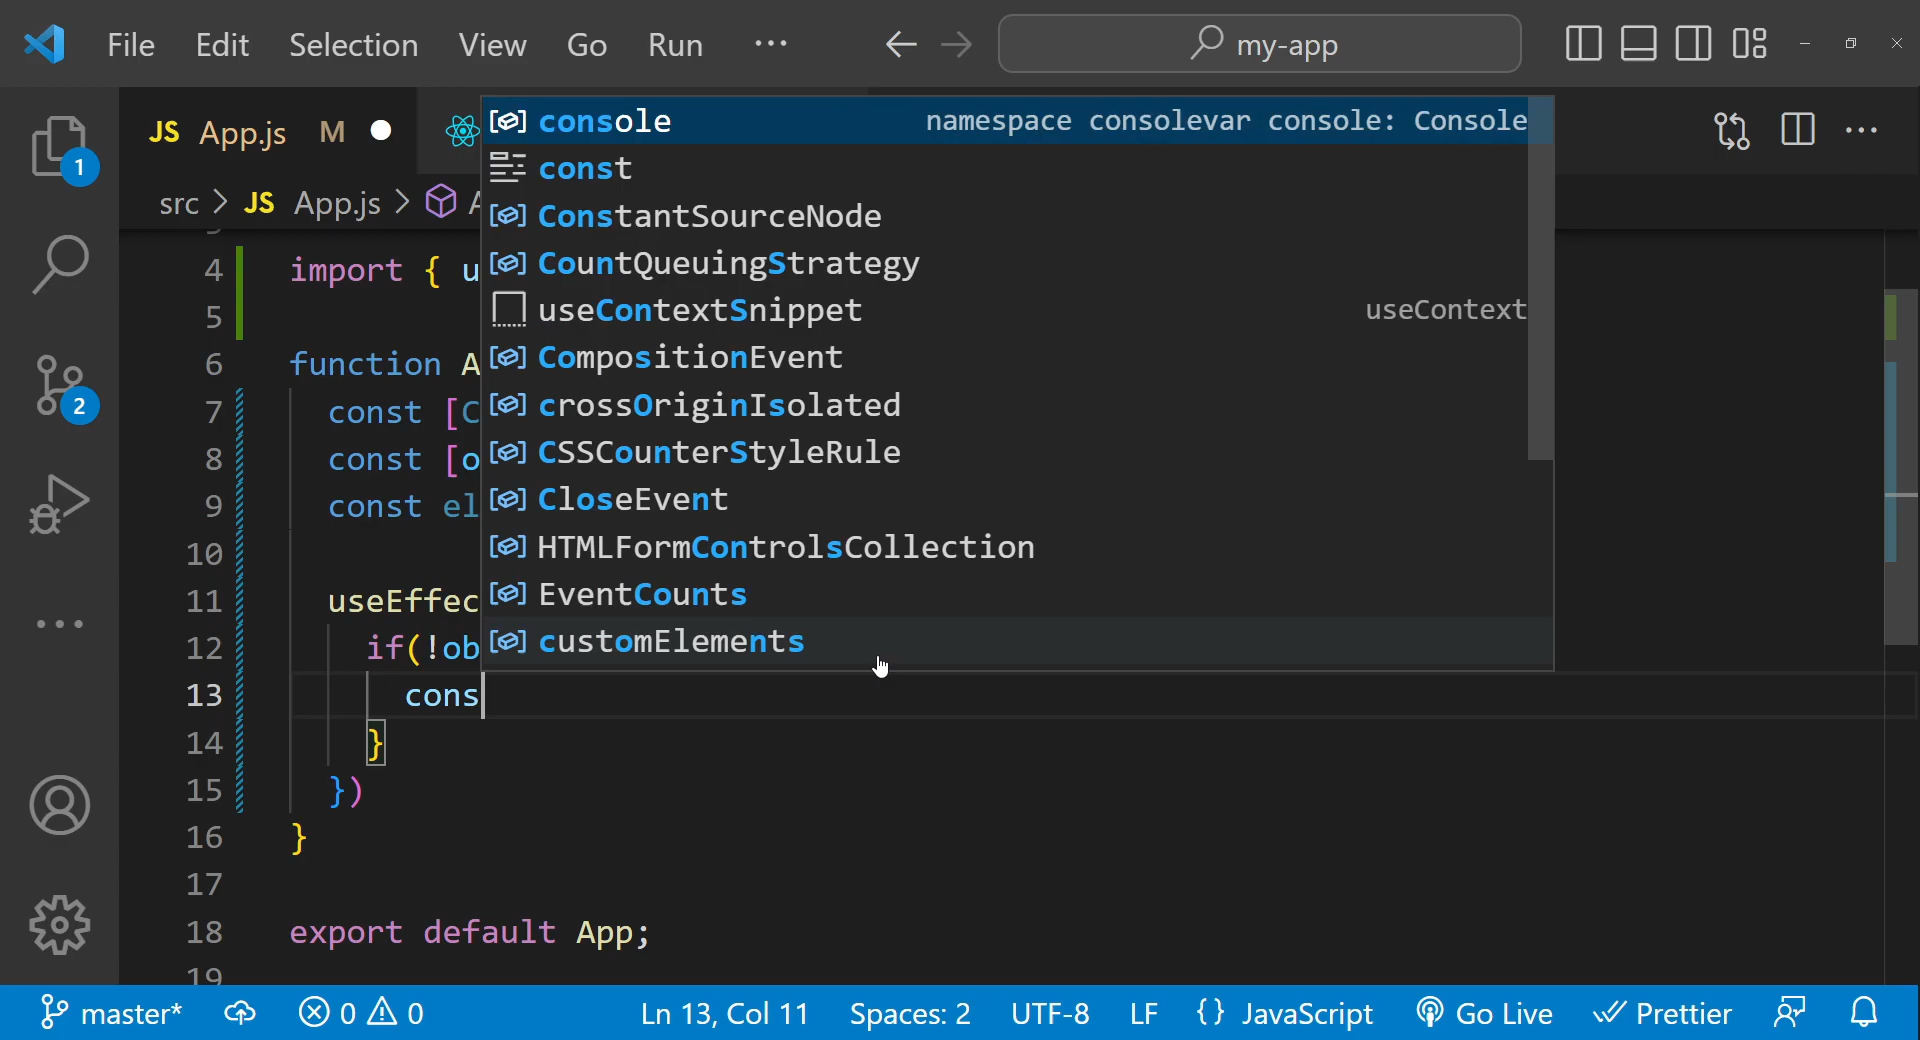 File Edit Selection View Go Run ··· my-app
JS App.js M
src > JS App.js >
console namespace consolevar console: Console
const
ConstantSourceNode
CountQueuingStrategy
useContextSnippet useContext
CompositionEvent
crossOriginIsolated
CSSCounterStyleRule
CloseEvent
HTMLFormControlsCollection
EventCounts
customElements
1
2
4 import { u
5
6 function A
7 const [C
8 const [o
9 const el
10
11 useEffec
12 if(!ob
13 cons
14 }
15 })
16 }
17
18 export default App;
19
master* 0 0 Ln 13, Col 11 Spaces: 2 UTF-8 LF {} JavaScript Go Live Prettier